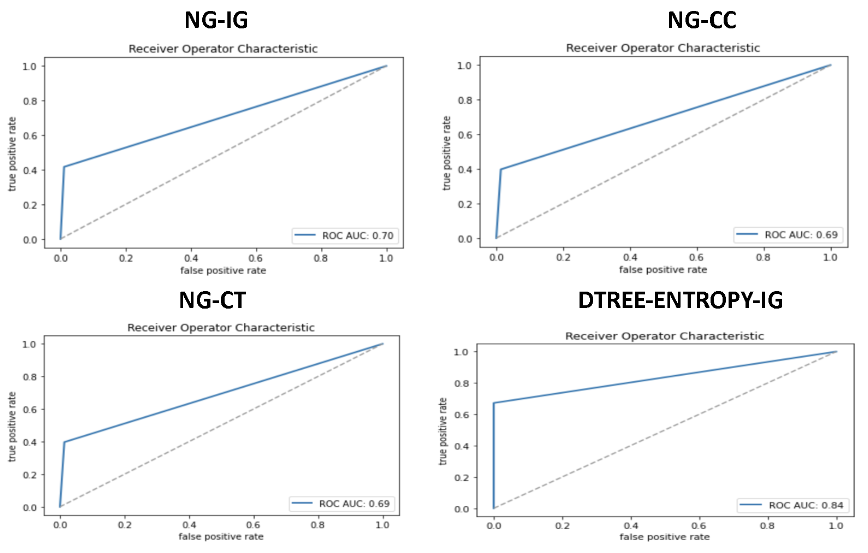 NG-IG
Receiver Operator Characteristic
true positive rate
1.0
0.8
0.6
0.4
0.2
0.0
ROC AUC: 0.70
0.0 0.2 0.4 0.6 0.8 1.0
false positive rate
NG-CC
Receiver Operator Characteristic
true positive rate
1.0
0.8
0.6
0.4
0.2
0.0
ROC AUC: 0.69
0.0 0.2 0.4 0.6 0.8 1.0
false positive rate
NG-CT
Receiver Operator Characteristic
true positive rate
1.0
0.8
0.6
0.4
0.2
0.0
ROC AUC: 0.69
0.0 0.2 0.4 0.6 0.8 1.0
false positive rate
DTREE-ENTROPY-IG
Receiver Operator Characteristic
true positive rate
1.0
0.8
0.6
0.4
0.2
0.0
ROC AUC: 0.84
0.0 0.2 0.4 0.6 0.8 1.0
false positive rate